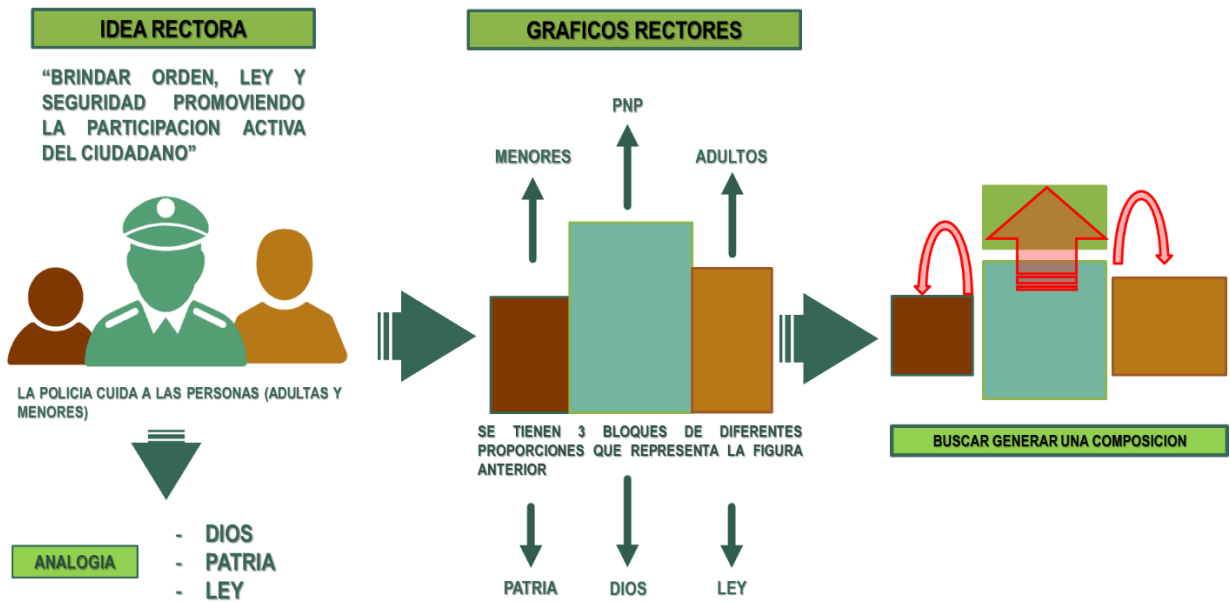 IDEA RECTORA
“BRINDAR ORDEN, LEY Y
SEGURIDAD PROMOVIENDO
LA PARTICIPACION ACTIVA
DEL CIUDADANO”
LA POLICIA CUIDA A LAS PERSONAS (ADULTAS Y
MENORES)
ANALOGIA
- DIOS
- PATRIA
- LEY
GRAFICOS RECTORES
PNP
MENORES
ADULTOS
SE TIENEN 3 BLOQUES DE DIFERENTES
PROPORCIONES QUE REPRESENTA LA FIGURA
ANTERIOR
PATRIA
DIOS
LEY
BUSCAR GENERAR UNA COMPOSICION